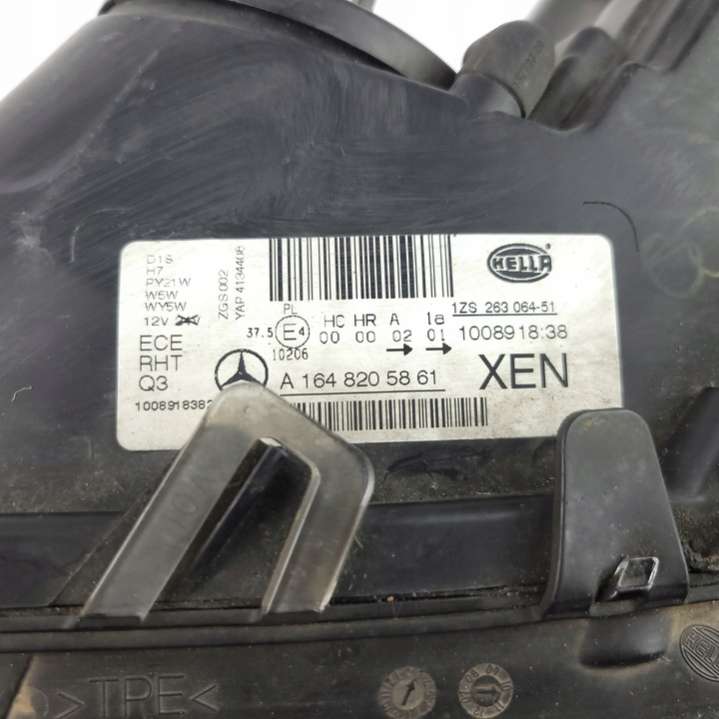 D1S
H7
PY21W
W5W
WY5W
12V
ECE
RHT
Q3
ZGS 002
YAP 4134408
HELLA
PL
37.5
E4
10206
HC HR A 1a
00 00 02 01
1ZS 263 064-51
1008918:38
A 164 820 58 61
XEN
>TPE<